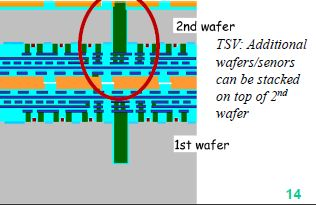 2nd wafer
TSV: Additional
wafers/senors
can be stacked
on top of 2nd
wafer
1st wafer
14